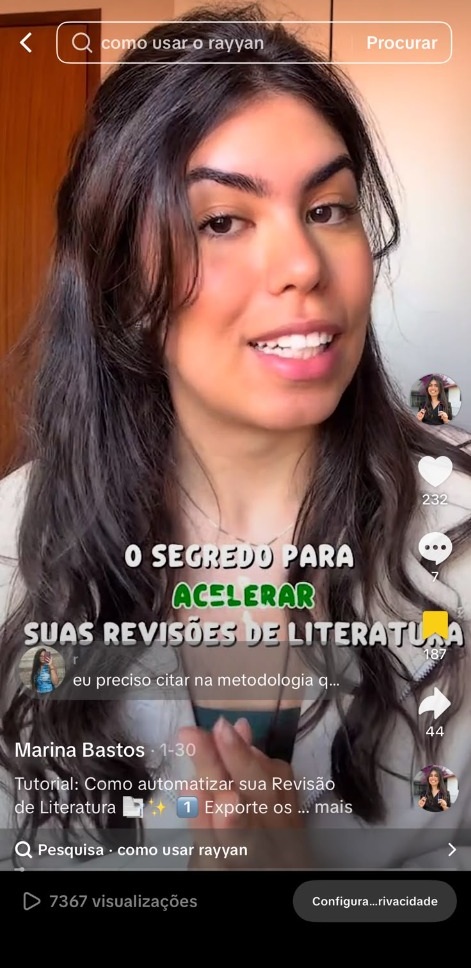 como usar o rayyan
Procurar
232
O SEGREDO PARA
ACELERAR
SUAS REVISÕES DE LITERATURA
7
187
r
eu preciso citar na metodologia q...
44
Marina Bastos · 1-30
Tutorial: Como automatizar sua Revisão
de Literatura 📑✨ 1️⃣ Exporte os ... mais
Pesquisa · como usar rayyan
7367 visualizações
Configura...rivacidade